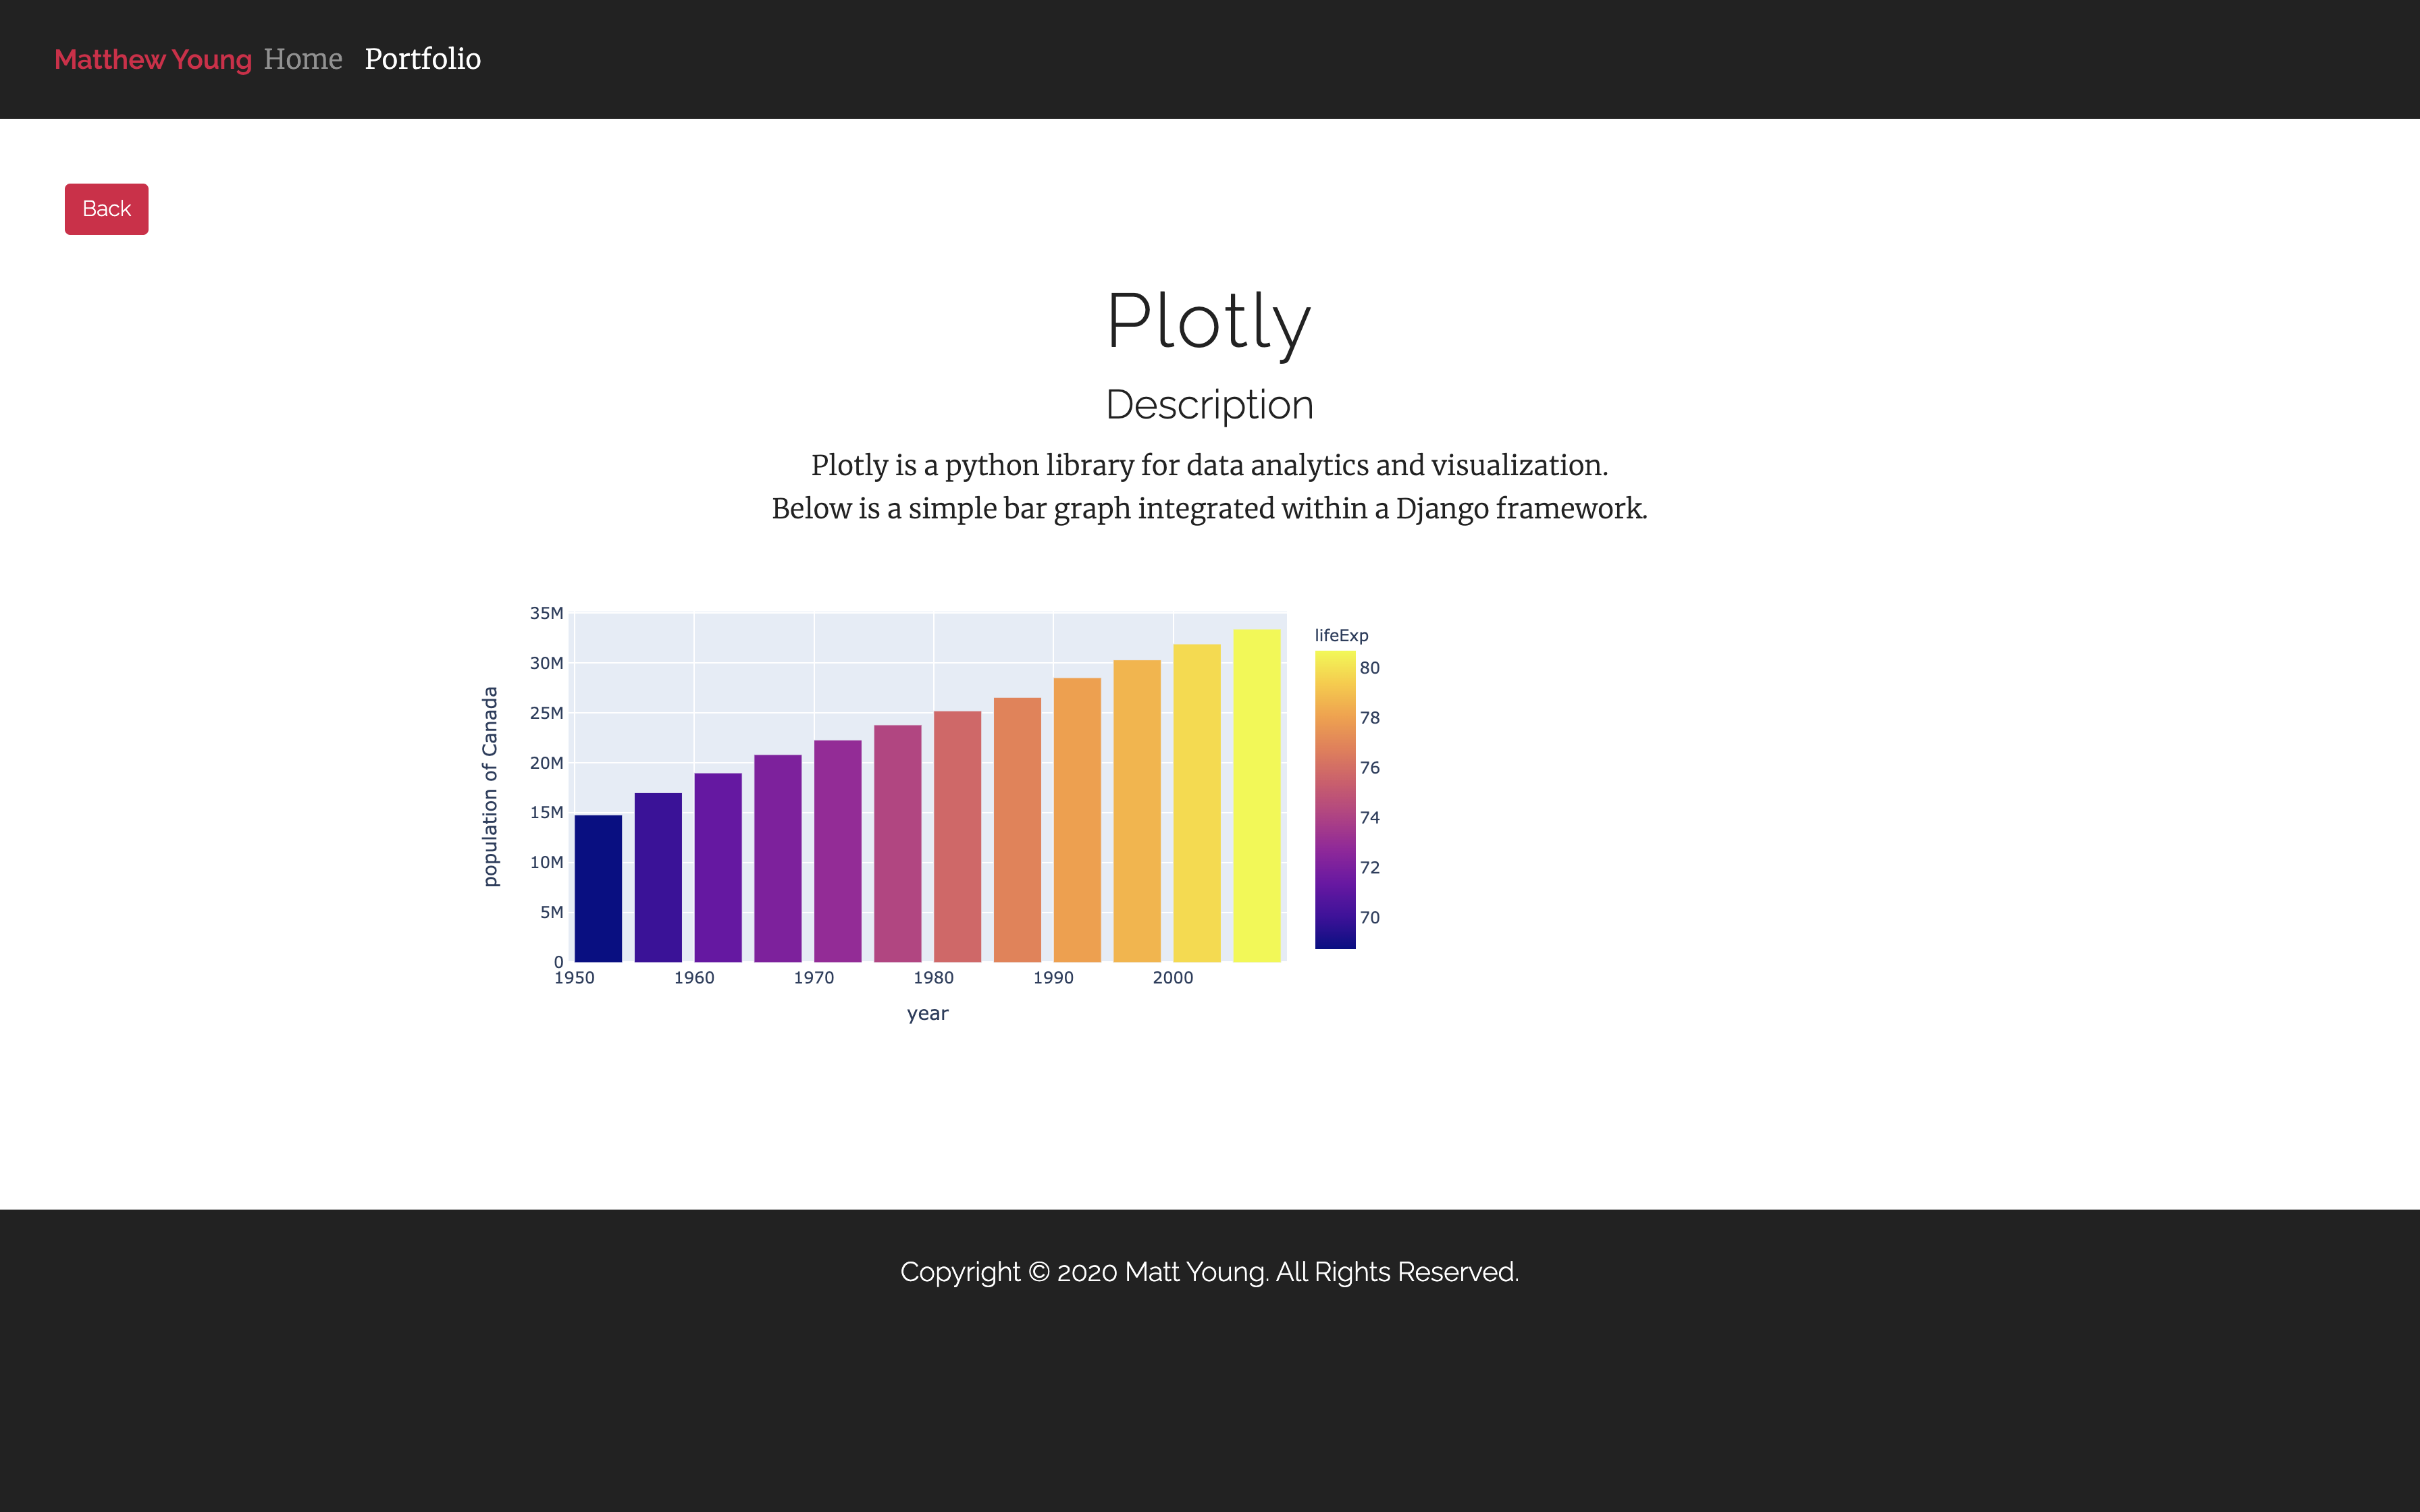 Matthew Young Home Portfolio
Back
Plotly
Description
Plotly is a python library for data analytics and visualization.
Below is a simple bar graph integrated within a Django framework.
35M
30M
25M
20M
15M
10M
5M
0
population of Canada
1950 1960 1970 1980 1990 2000
year
lifeExp
80
78
76
74
72
70
Copyright © 2020 Matt Young. All Rights Reserved.